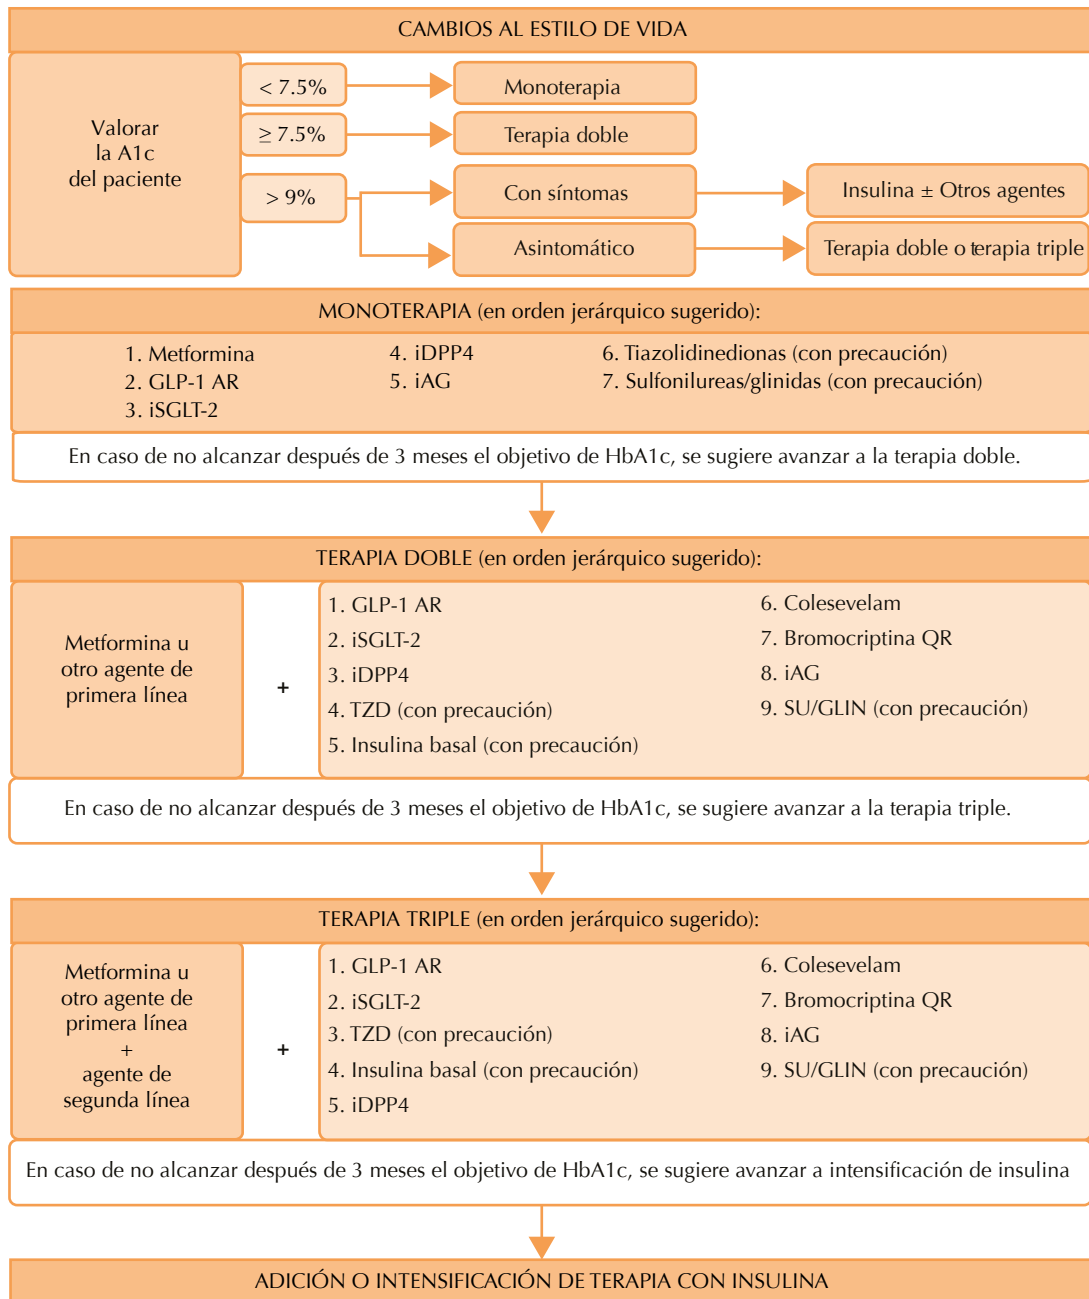 CAMBIOS AL ESTILO DE VIDA
Valorar
la A1c
del paciente
< 7.5%
Monoterapia
≥ 7.5%
Terapia doble
> 9%
Con síntomas
Insulina ± Otros agentes
Asintomático
Terapia doble o terapia triple
MONOTERAPIA (en orden jerárquico sugerido):
1. Metformina
2. GLP-1 AR
3. iSGLT-2
4. iDPP4
5. iAG
6. Tiazolidinedionas (con precaución)
7. Sulfonilureas/glinidas (con precaución)
En caso de no alcanzar después de 3 meses el objetivo de HbA1c, se sugiere avanzar a la terapia doble.
TERAPIA DOBLE (en orden jerárquico sugerido):
Metformina u
otro agente de
primera línea
+
1. GLP-1 AR
2. iSGLT-2
3. iDPP4
4. TZD (con precaución)
5. Insulina basal (con precaución)
6. Colesevelam
7. Bromocriptina QR
8. iAG
9. SU/GLIN (con precaución)
En caso de no alcanzar después de 3 meses el objetivo de HbA1c, se sugiere avanzar a la terapia triple.
TERAPIA TRIPLE (en orden jerárquico sugerido):
Metformina u
otro agente de
primera línea
+
agente de
segunda línea
+
1. GLP-1 AR
2. iSGLT-2
3. TZD (con precaución)
4. Insulina basal (con precaución)
5. iDPP4
6. Colesevelam
7. Bromocriptina QR
8. iAG
9. SU/GLIN (con precaución)
En caso de no alcanzar después de 3 meses el objetivo de HbA1c, se sugiere avanzar a intensificación de insulina
ADICIÓN O INTENSIFICACIÓN DE TERAPIA CON INSULINA